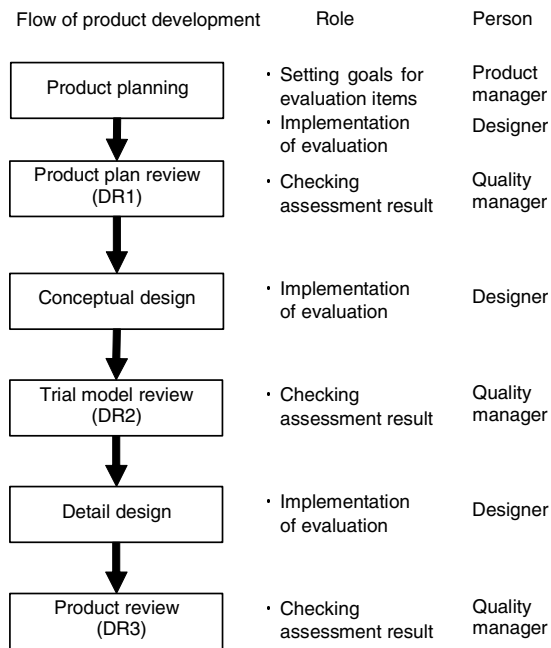 Flow of product development Role Person
Product planning
· Setting goals for
evaluation items
Product
manager
· Implementation
of evaluation
Designer
Product plan review
(DR1)
· Checking
assessment result
Quality
manager
Conceptual design
· Implementation
of evaluation
Designer
Trial model review
(DR2)
· Checking
assessment result
Quality
manager
Detail design
· Implementation
of evaluation
Designer
Product review
(DR3)
· Checking
assessment result
Quality
manager